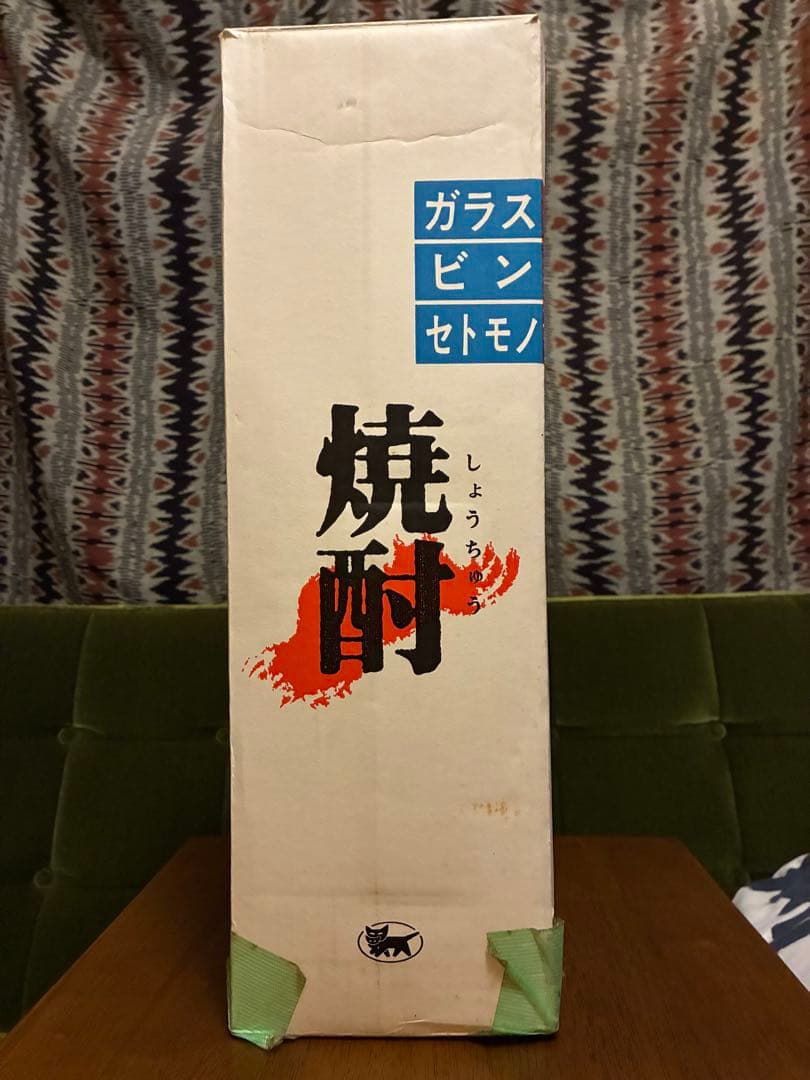 ガラス
ビン
セトモノ
焼酎
しょうちゅう